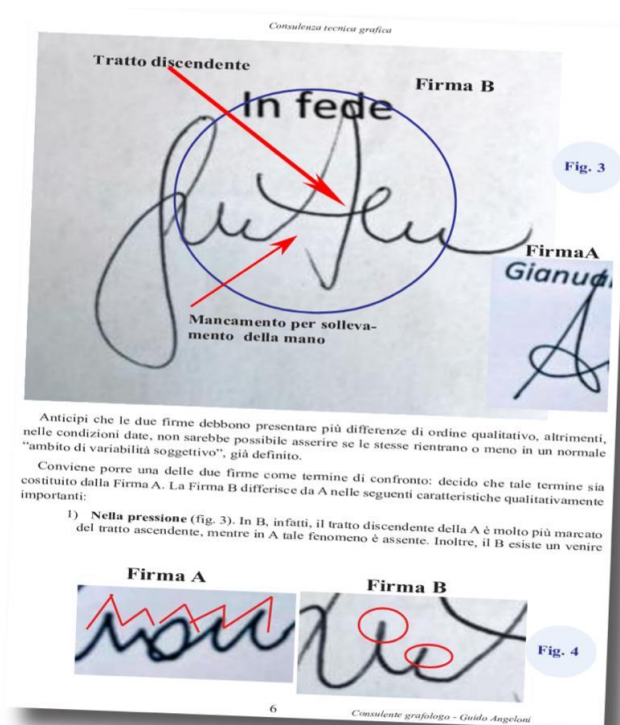 Consulenza tecnica grafica
Tratto discendente
Firma B
In fede
Fig. 3
FirmaA
Gianua
Mancamento per solleva-
mento della mano
Anticipi che le due firme debbono presentare più differenze di ordine qualitativo, altrimenti,
nelle condizioni date, non sarebbe possibile asserire se le stesse rientrano o meno in un normale
"ambito di variabilità soggettivo", già definito.
Conviene porre una delle due firme come termine di confronto: decido che tale termine sia
costituito dalla Firma A. La Firma B differisce da A nelle seguenti caratteristiche qualitativamente
importanti:
1) Nella pressione (fig. 3). In B, infatti, il tratto discendente della A è molto più marcato
del tratto ascendente, mentre in A tale fenomeno è assente. Inoltre, il B esiste un venire
Firma A
Firma B
Fig. 4
6
Consulente grafologo - Guido Angeloni